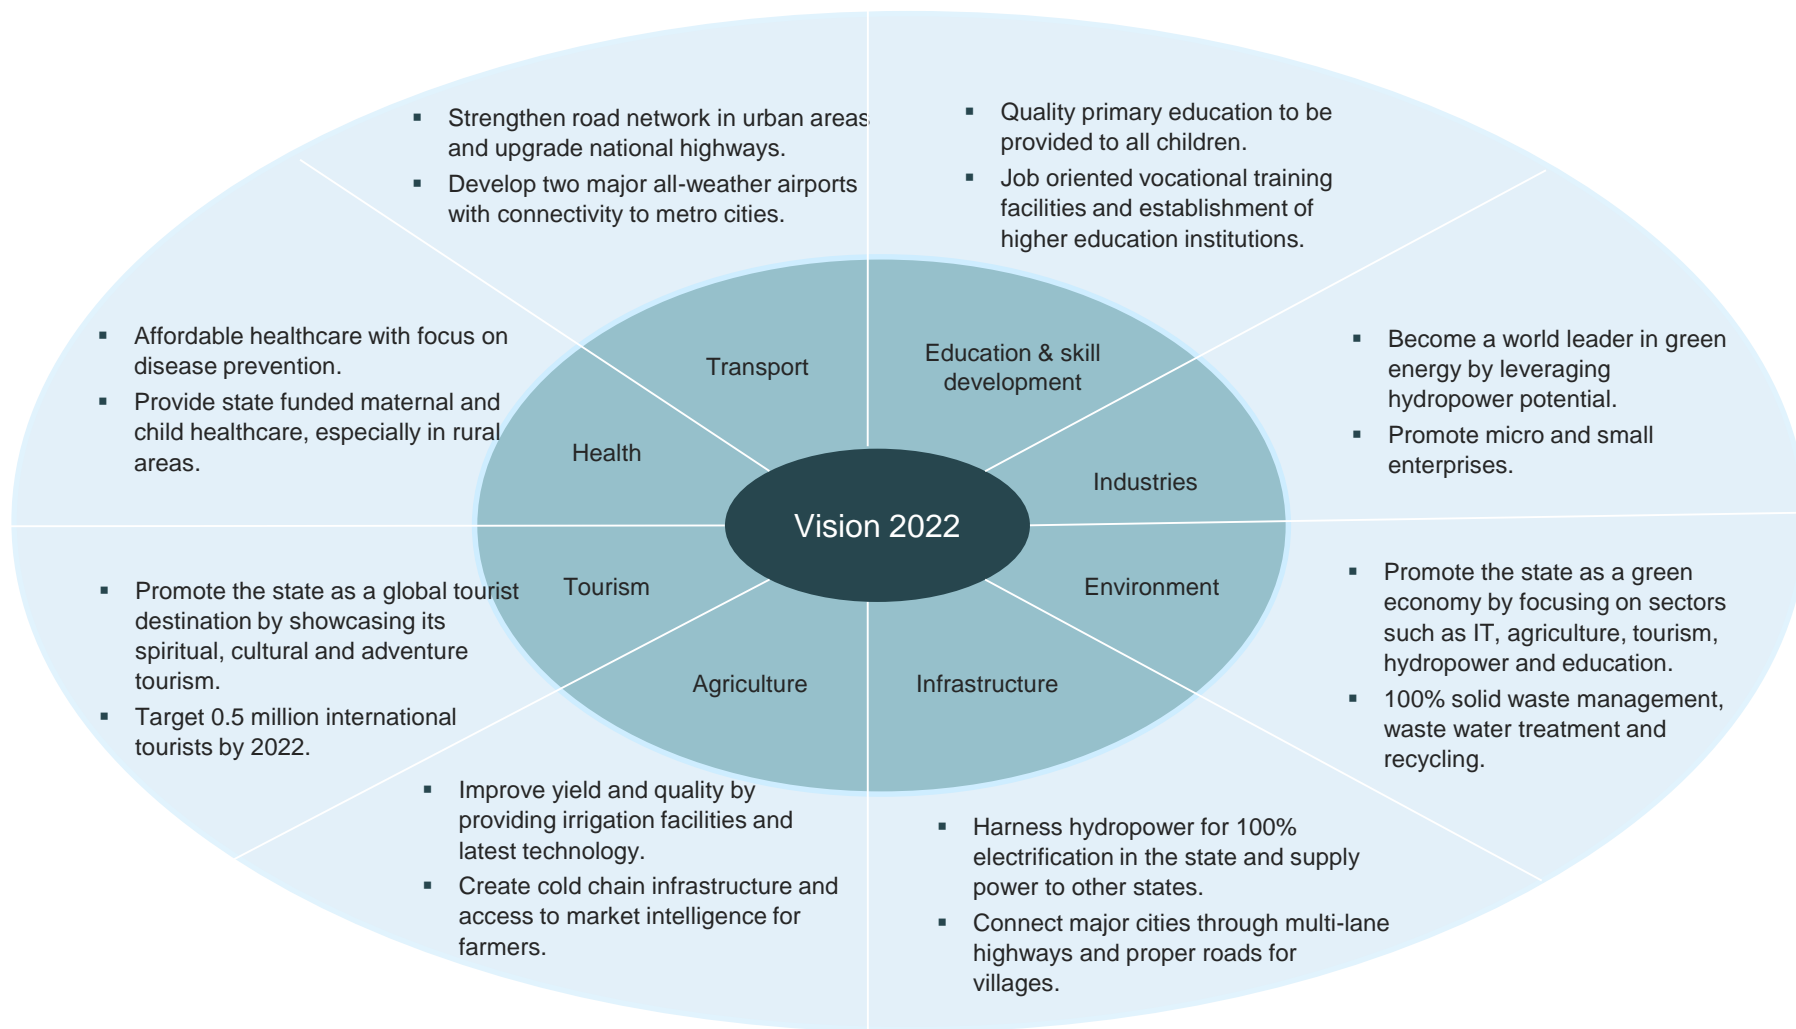 ▪ Strengthen road network in urban areas
and upgrade national highways.
▪ Develop two major all-weather airports
with connectivity to metro cities.
▪ Quality primary education to be
provided to all children.
▪ Job oriented vocational training
facilities and establishment of
higher education institutions.
▪ Affordable healthcare with focus on
disease prevention.
▪ Provide state funded maternal and
child healthcare, especially in rural
areas.
Transport
Education & skill
development
▪ Become a world leader in green
energy by leveraging
hydropower potential.
▪ Promote micro and small
enterprises.
Health
Industries
Vision 2022
Tourism
Environment
▪ Promote the state as a global tourist
destination by showcasing its
spiritual, cultural and adventure
tourism.
▪ Target 0.5 million international
tourists by 2022.
Agriculture
Infrastructure
▪ Promote the state as a green
economy by focusing on sectors
such as IT, agriculture, tourism,
hydropower and education.
▪ 100% solid waste management,
waste water treatment and
recycling.
▪ Improve yield and quality by
providing irrigation facilities and
latest technology.
▪ Create cold chain infrastructure and
access to market intelligence for
farmers.
▪ Harness hydropower for 100%
electrification in the state and supply
power to other states.
▪ Connect major cities through multi-lane
highways and proper roads for
villages.